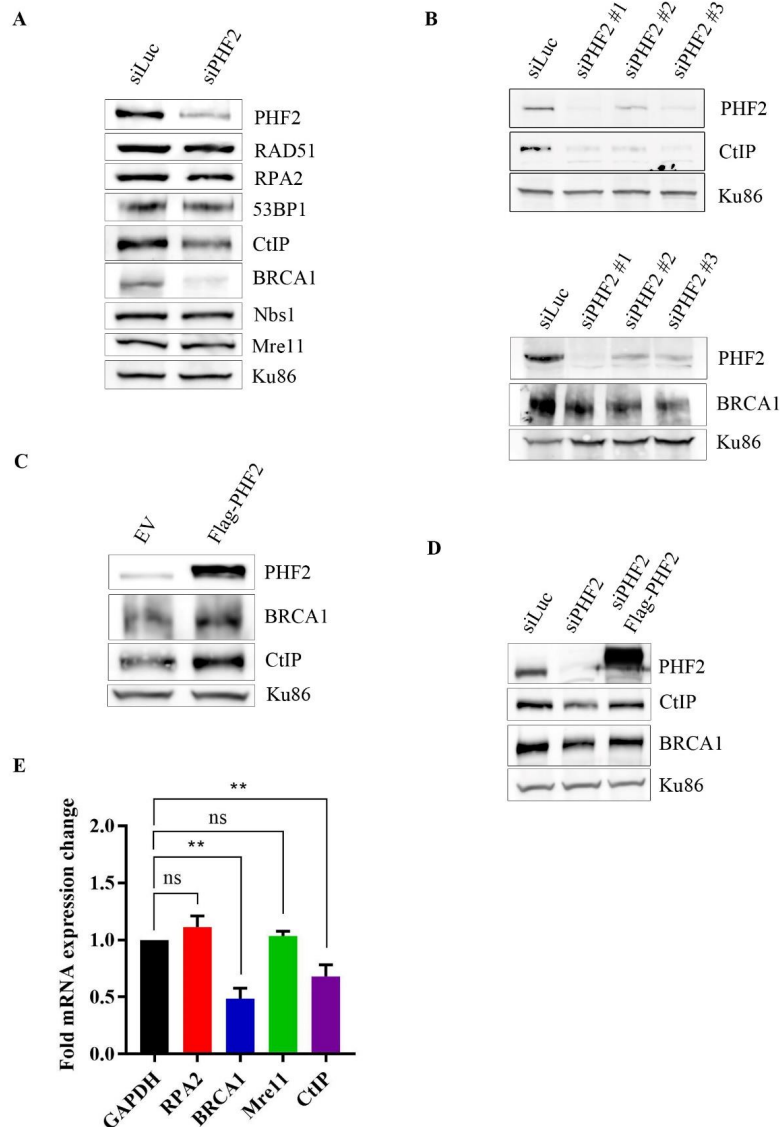 A
siLuc
siPHF2
PHF2
RAD51
RPA2
53BP1
CtIP
BRCA1
Nbs1
Mre11
Ku86
B
siLuc
siPHF2 #1
siPHF2 #2
siPHF2 #3
PHF2
CtIP
Ku86
siLuc
siPHF2 #1
siPHF2 #2
siPHF2 #3
PHF2
BRCA1
Ku86
C
EV
Flag-PHF2
PHF2
BRCA1
CtIP
Ku86
D
siLuc
siPHF2
siPHF2
Flag-PHF2
PHF2
CtIP
BRCA1
Ku86
E
Fold mRNA expression change
2.0
1.5
1.0
0.5
0.0
**
ns
**
ns
GAPDH
RPA2
BRCA1
Mre11
CtIP